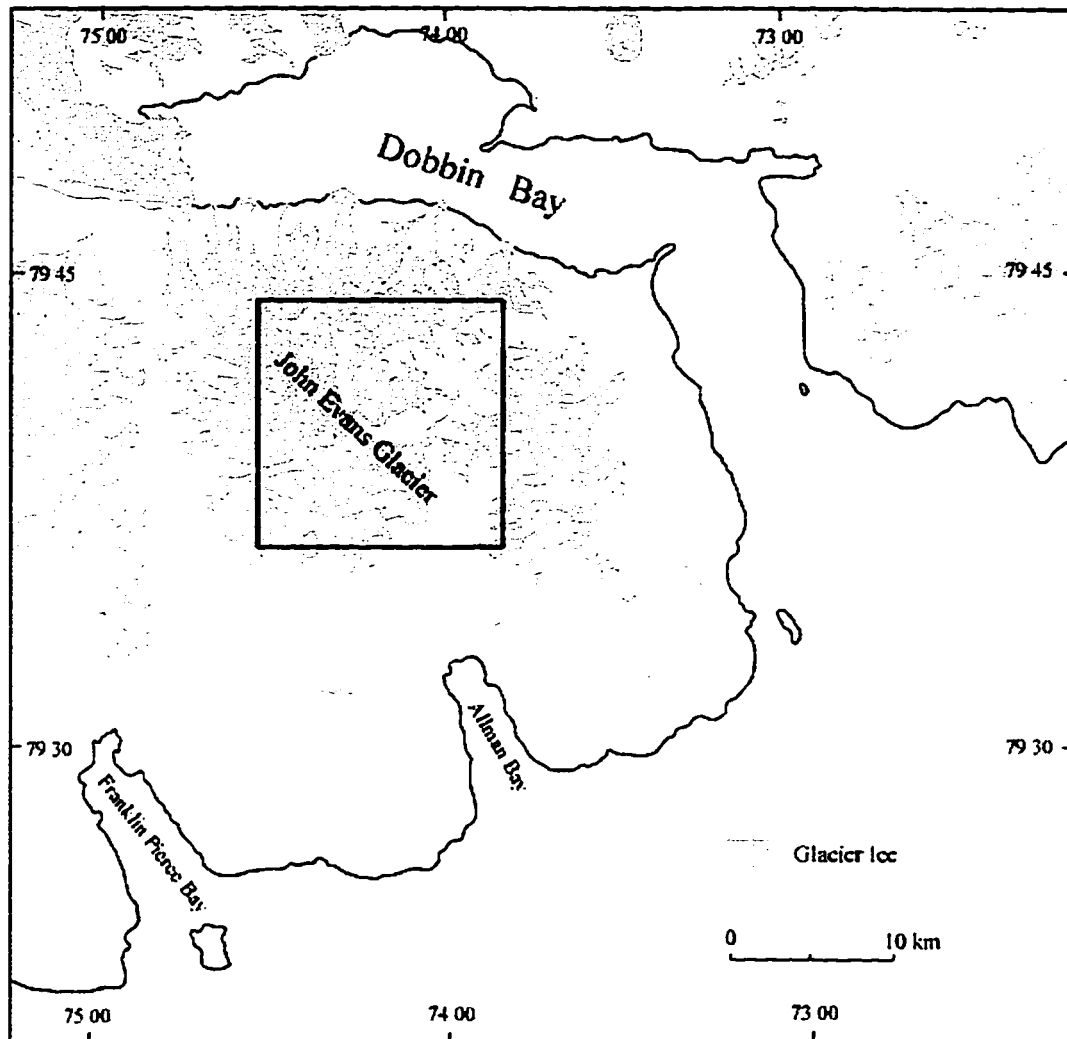 75 00
74 00
73 00
Dobbin Bay
79 45
79 45
John Evans Glacier
Allman Bay
79 30
79 30
Franklin Pierce Bay
Glacier Ice
0
10 km
75 00
74 00
73 00